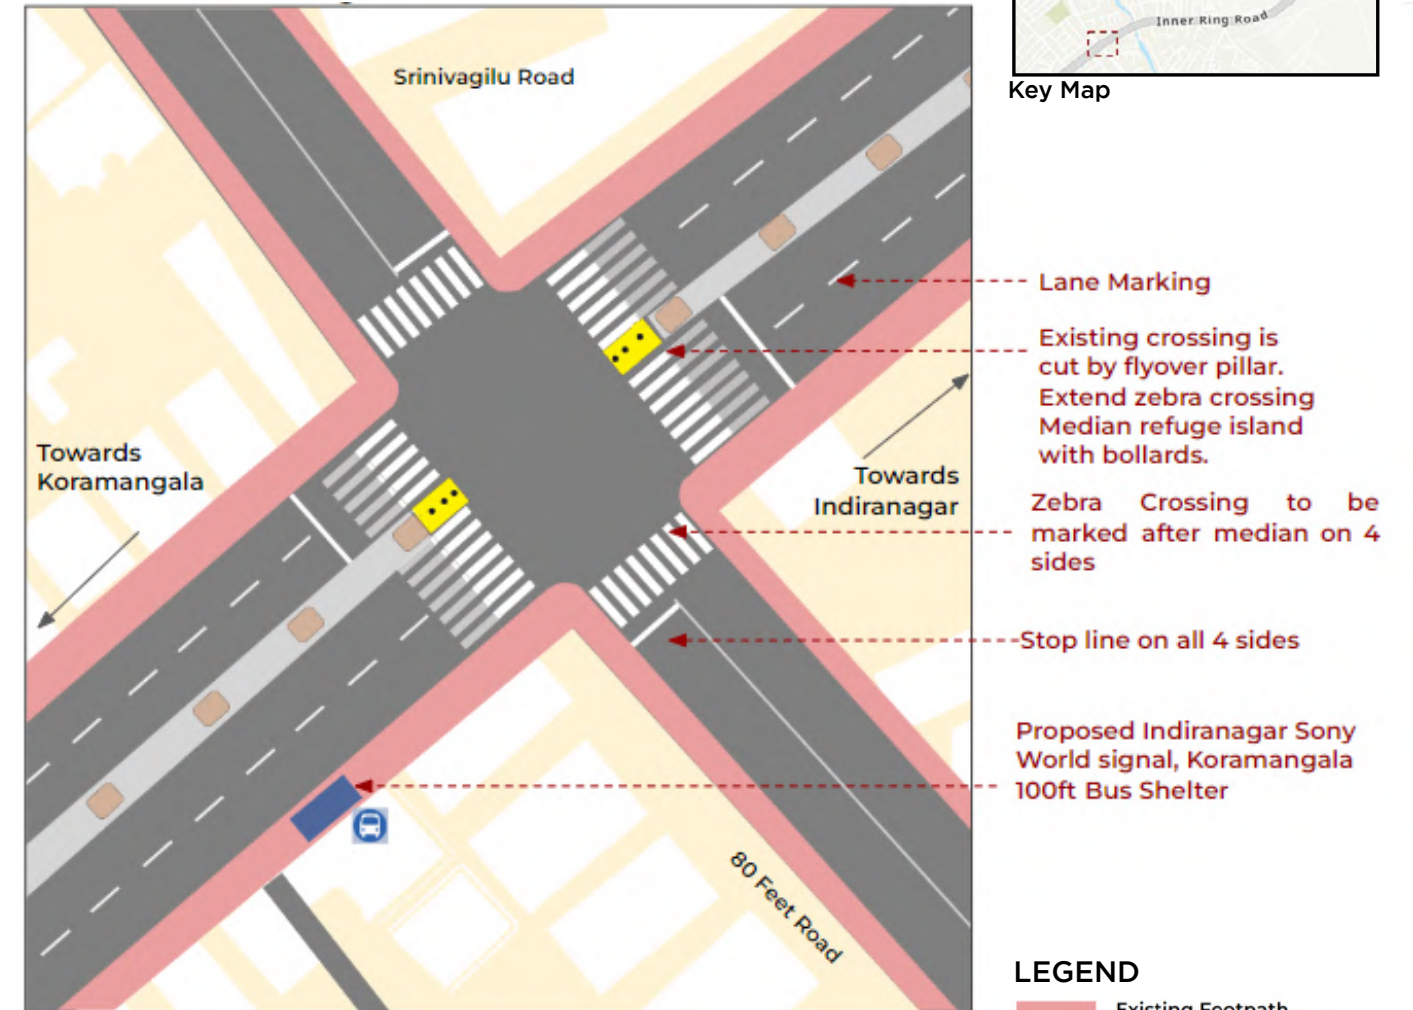 Srinivagilu Road
Inner Ring Road
Key Map
Lane Marking
Existing crossing is
cut by flyover pillar.
Extend zebra crossing
Median refuge island
with bollards.
Towards
Koramangala
Towards
Indiranagar
Zebra Crossing to be
marked after median on 4
sides
Stop line on all 4 sides
Proposed Indiranagar Sony
World signal, Koramangala
100ft Bus Shelter
80 Feet Road
LEGEND
Existing Footpath